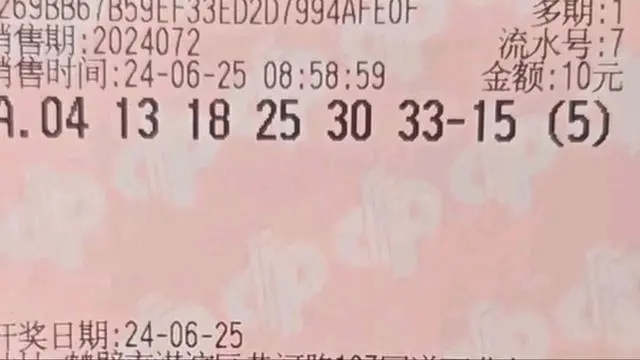 269BB67B59EF33ED2D7994AFE0F 多期:1
销售期:2024072 流水号:7
销售时间:24-06-25 08:58:59 金额:10元
A.04 13 18 25 30 33-15 (5)
开奖日期:24-06-25